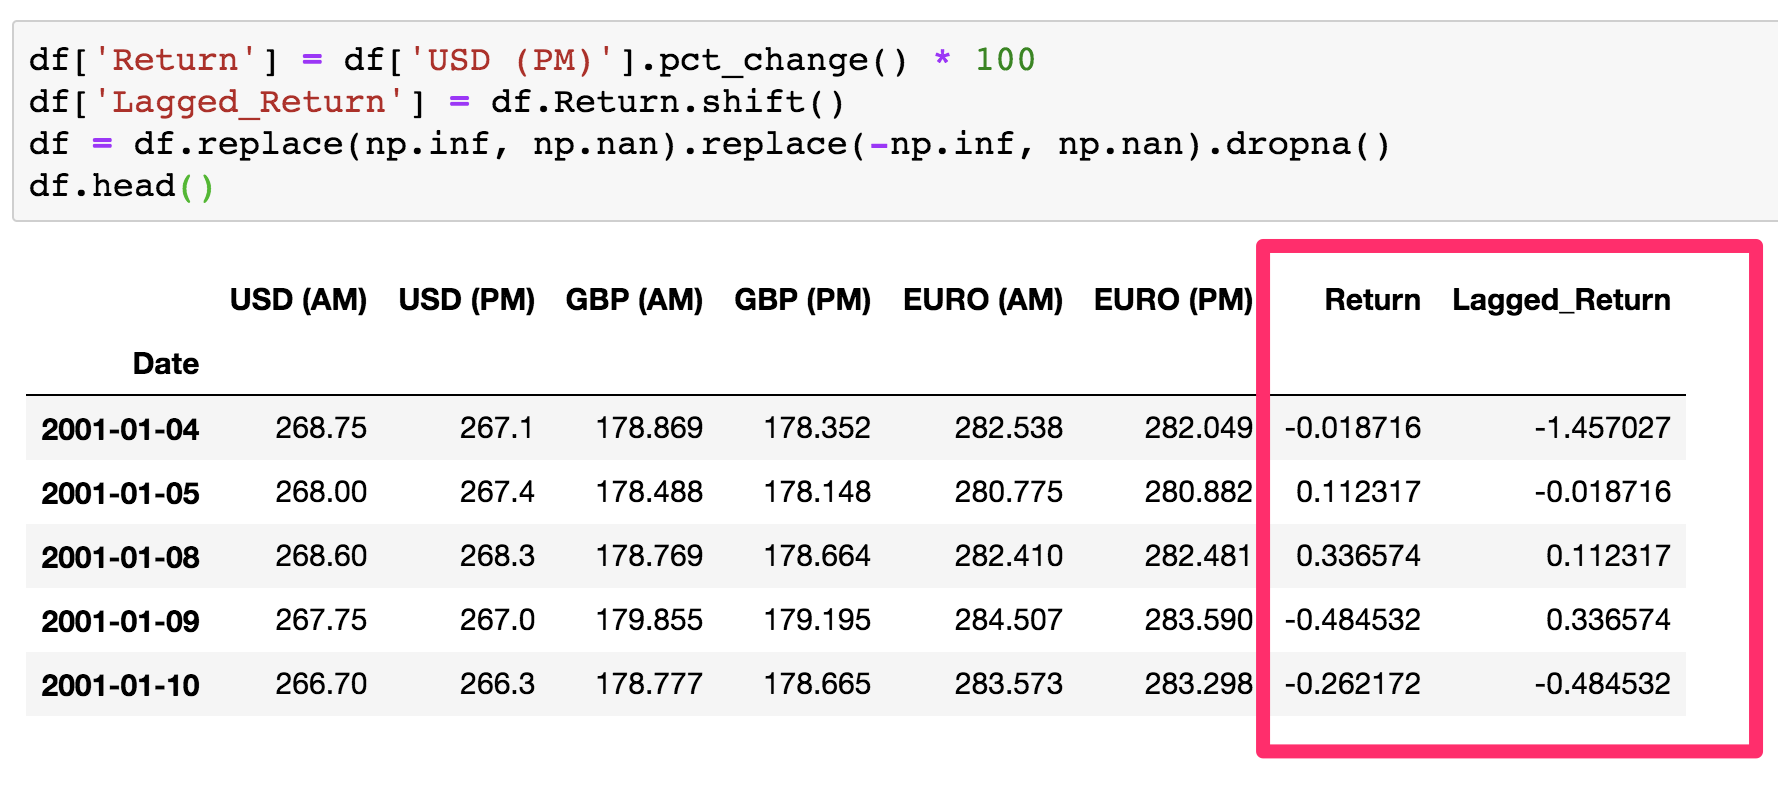 df['Return'] = df['USD (PM)'].pct_change() * 100
df['Lagged_Return'] = df.Return.shift()
df = df.replace(np.inf, np.nan).replace(-np.inf, np.nan).dropna()
df.head()
USD (AM) USD (PM) GBP (AM) GBP (PM) EURO (AM) EURO (PM) Return Lagged_Return
Date
2001-01-04 268.75 267.1 178.869 178.352 282.538 282.049 -0.018716 -1.457027
2001-01-05 268.00 267.4 178.488 178.148 280.775 280.882 0.112317 -0.018716
2001-01-08 268.60 268.3 178.769 178.664 282.410 282.481 0.336574 0.112317
2001-01-09 267.75 267.0 179.855 179.195 284.507 283.590 -0.484532 0.336574
2001-01-10 266.70 266.3 178.777 178.665 283.573 283.298 -0.262172 -0.484532